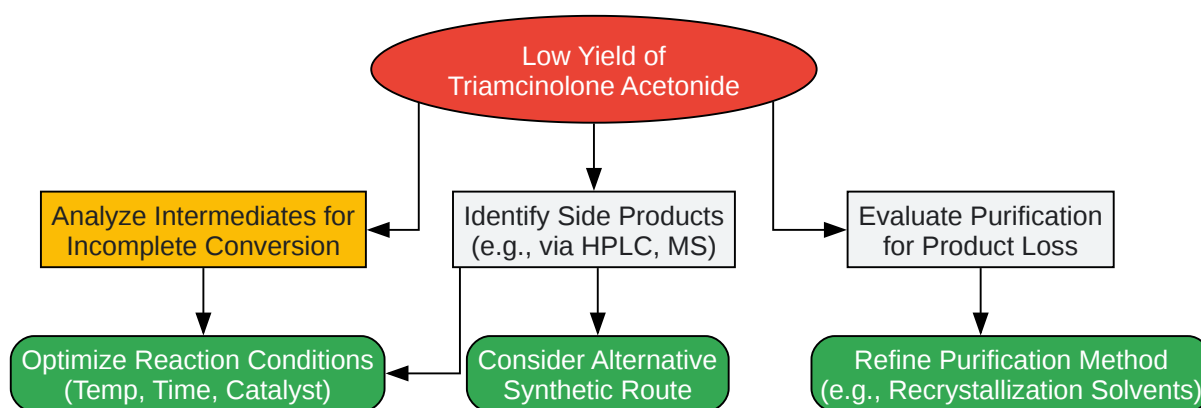 Low Yield of
Triamcinolone Acetonide
Analyze Intermediates for
Incomplete Conversion
Identify Side Products
(e.g., via HPLC, MS)
Evaluate Purification
for Product Loss
Optimize Reaction Conditions
(Temp, Time, Catalyst)
Consider Alternative
Synthetic Route
Refine Purification Method
(e.g., Recrystallization Solvents)